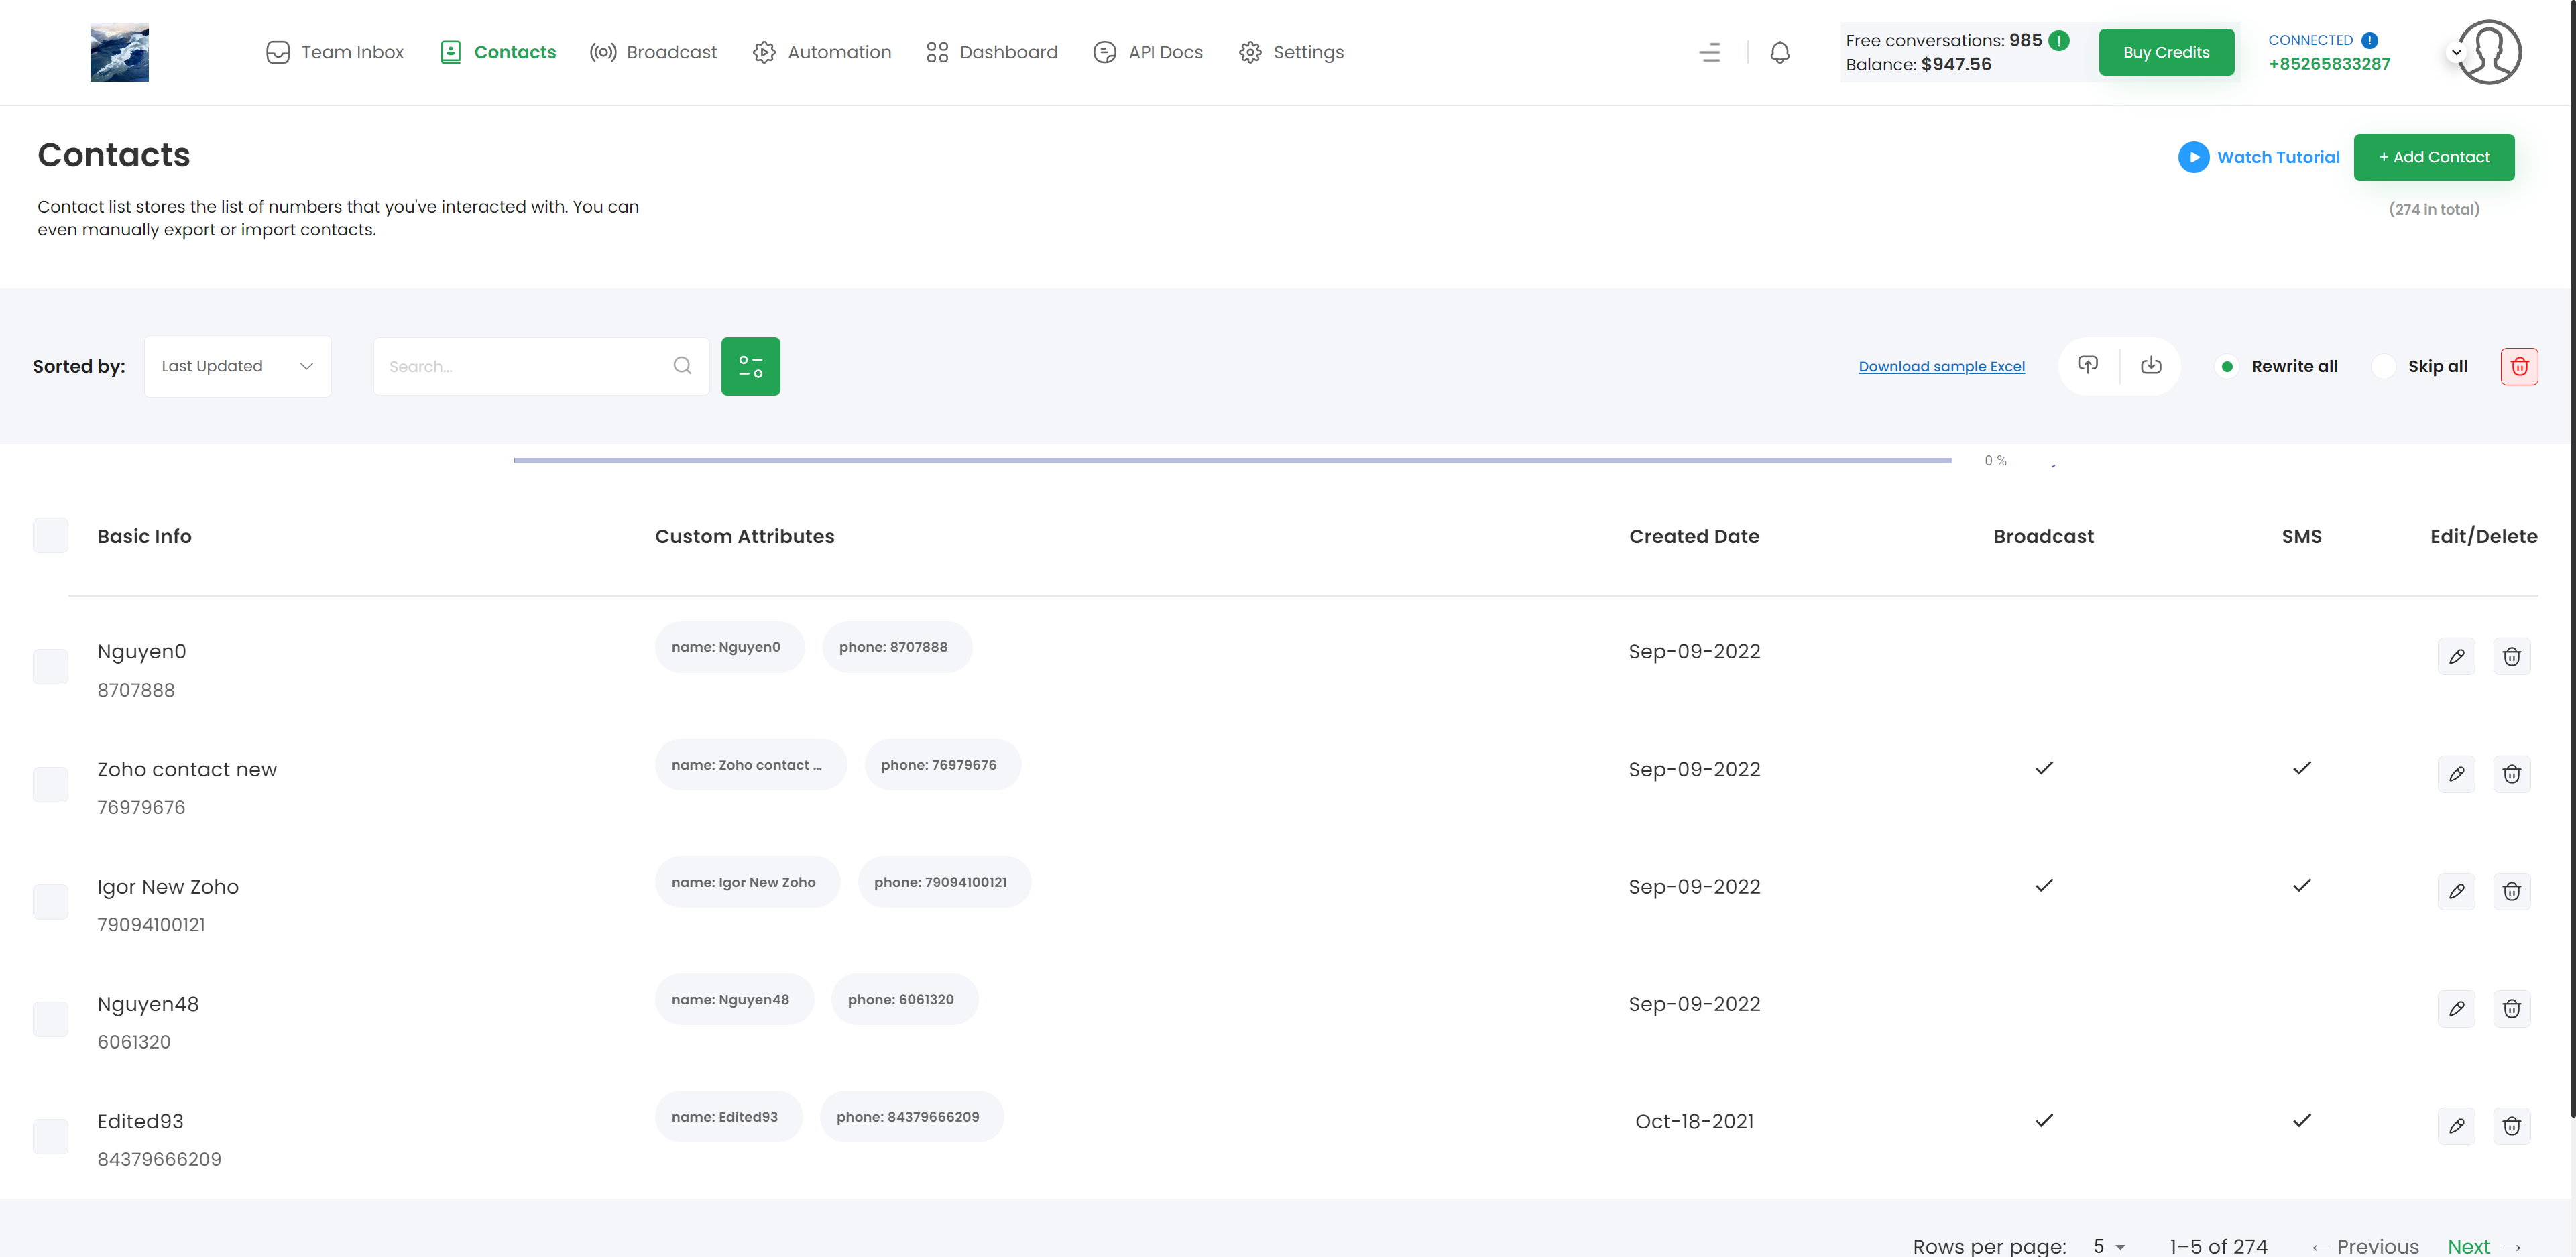 Team Inbox
Contacts
Broadcast
Automation
Dashboard
API Docs
Settings
Free conversations: 985
Balance: $947.56
Buy Credits
CONNECTED
+85265833287
Contacts
Watch Tutorial
+ Add Contact
(274 in total)
Contact list stores the list of numbers that you've interacted with. You can
even manually export or import contacts.
Sorted by:
Last Updated
Search...
Download sample Excel
Rewrite all
Skip all
0 %
Basic Info
Custom Attributes
Created Date
Broadcast
SMS
Edit/Delete
Nguyen0
8707888
name: Nguyen0
phone: 8707888
Sep-09-2022
Zoho contact new
76979676
name: Zoho contact ...
phone: 76979676
Sep-09-2022
Igor New Zoho
79094100121
name: Igor New Zoho
phone: 79094100121
Sep-09-2022
Nguyen48
6061320
name: Nguyen48
phone: 6061320
Sep-09-2022
Edited93
84379666209
name: Edited93
phone: 84379666209
Oct-18-2021
Rows per page: 5
1–5 of 274
← Previous
Next →